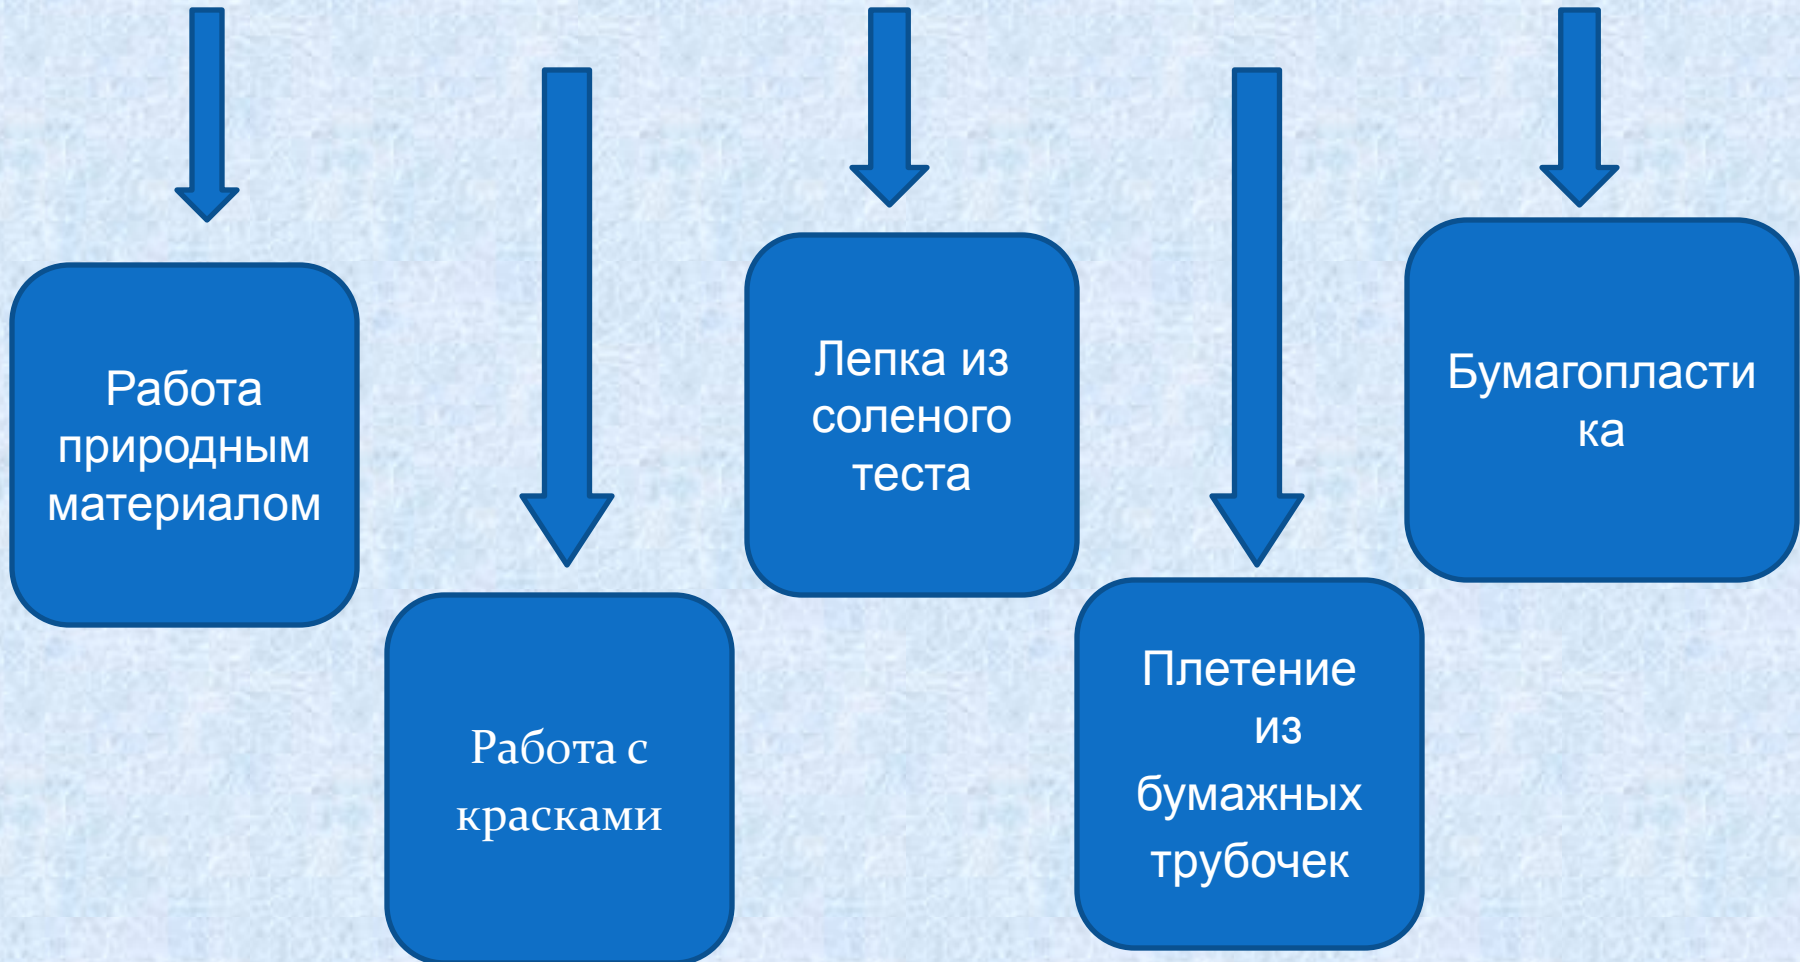 Работа
природным
материалом
Работа с
красками
Лепка из
соленого
теста
Плетение
из
бумажных
трубочек
Бумагопласти
ка